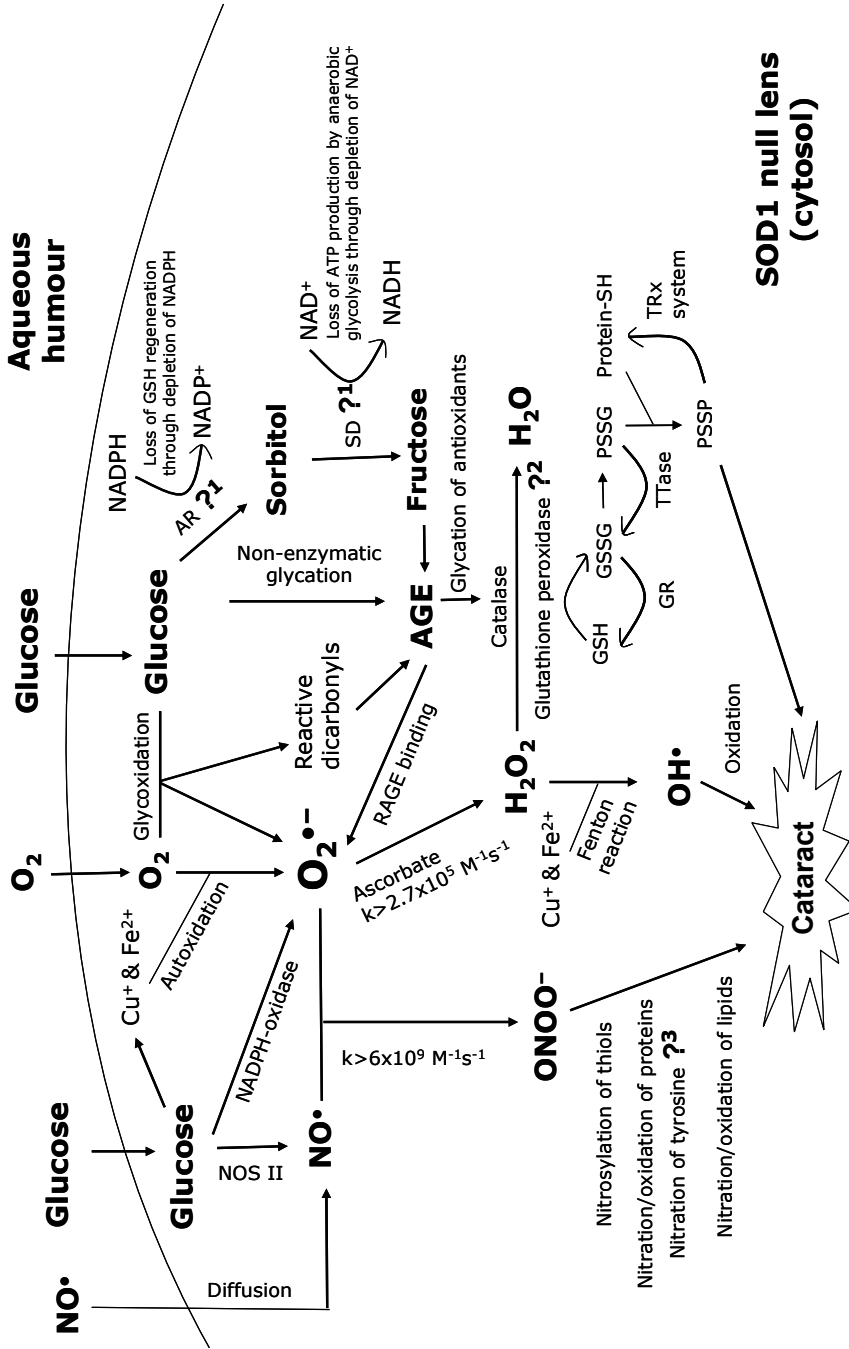 Aqueous
humour
NO•
Glucose
O₂
Glucose
Diffusion
Glucose
Cu⁺ & Fe²⁺
O₂
Glycoxidation
Glucose
NADPH
Loss of GSH regeneration
through depletion of NADPH
NADP⁺
AR ?¹
NOS II
NADPH-oxidase
Autoxidation
Non-enzymatic
glycation
Sorbitol
NAD⁺
Loss of ATP production by anaerobic
glycolysis through depletion of NAD⁺
NADH
SD ?¹
NO•
O₂•−
Reactive
dicarbonyls
RAGE binding
AGE
Fructose
Glycation of antioxidants
k>6x10⁹ M⁻¹s⁻¹
Ascorbate
k>2.7x10⁵ M⁻¹s⁻¹
ONOO⁻
H₂O₂
Catalase
Glutathione peroxidase ?²
H₂O
Cu⁺ & Fe²⁺
Fenton
reaction
GSH
GSSG
PSSG
Protein-SH
GR
TTase
TRx
system
PSSP
OH•
Oxidation
Nitrosylation of thiols
Nitration/oxidation of proteins
Nitration of tyrosine ?³
Nitration/oxidation of lipids
Cataract
SOD1 null lens
(cytosol)